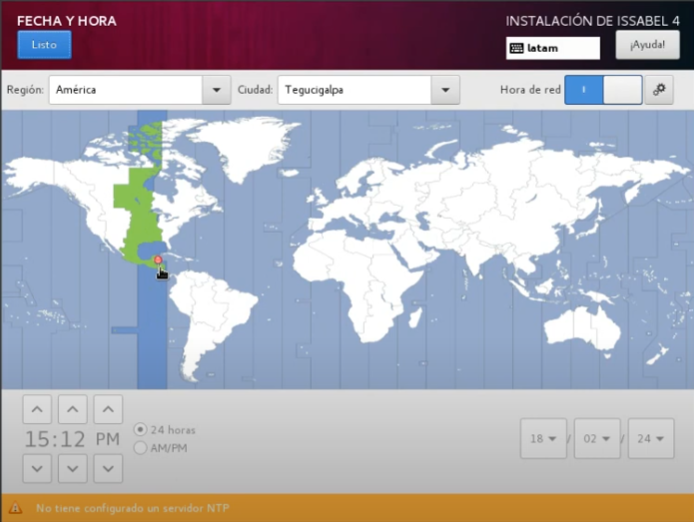 FECHA Y HORA
INSTALACIÓN DE ISSABEL 4
Listo
latam
¡Ayuda!
Región: América
Ciudad: Tegucigalpa
Hora de red
15:12 PM
24 horas
AM/PM
18 / 02 / 24
No tiene configurado un servidor NTP